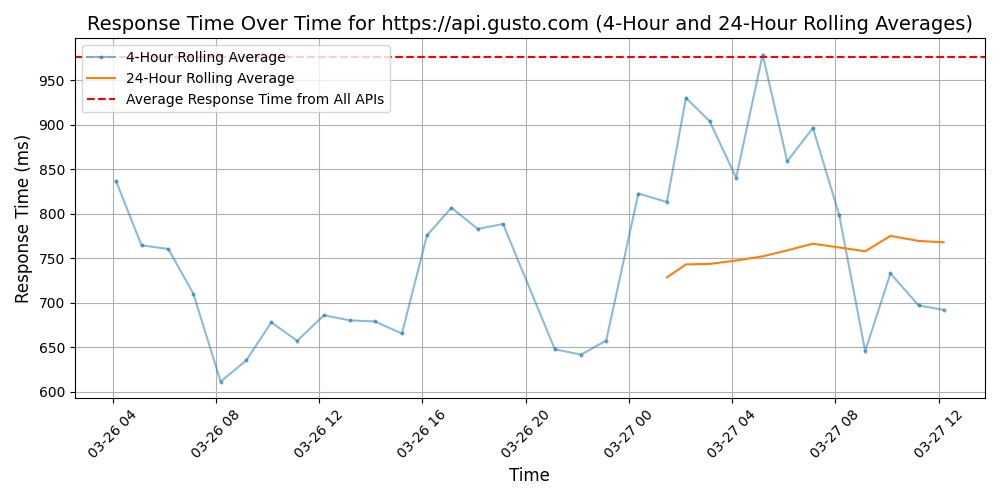 Response Time Over Time for https://api.gusto.com (4-Hour and 24-Hour Rolling Averages)
4-Hour Rolling Average
24-Hour Rolling Average
Average Response Time from All APIs
Response Time (ms)
950
900
850
800
750
700
650
600
03-26 04
03-26 08
03-26 12
03-26 16
03-26 20
03-27 00
03-27 04
03-27 08
03-27 12
Time